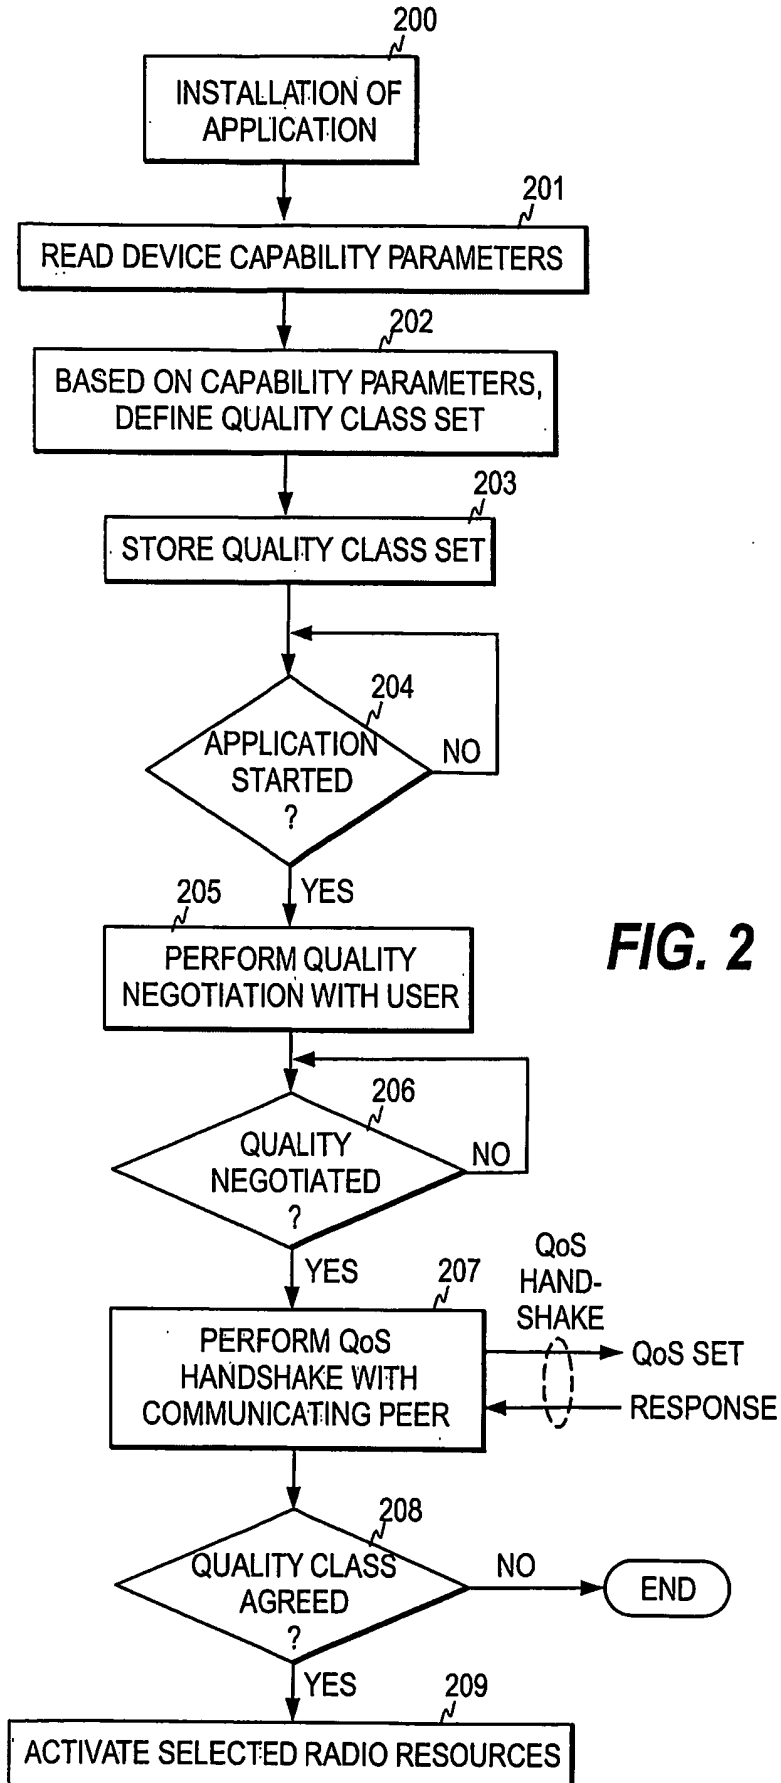 200
INSTALLATION OF
APPLICATION
201
READ DEVICE CAPABILITY PARAMETERS
202
BASED ON CAPABILITY PARAMETERS,
DEFINE QUALITY CLASS SET
203
STORE QUALITY CLASS SET
204
APPLICATION
STARTED
?
NO
YES
205
PERFORM QUALITY
NEGOTIATION WITH USER
FIG. 2
206
QUALITY
NEGOTIATED
?
NO
YES
207
PERFORM QoS
HANDSHAKE WITH
COMMUNICATING PEER
QoS
HAND-
SHAKE
QoS SET
RESPONSE
208
QUALITY CLASS
AGREED
?
NO
END
YES
209
ACTIVATE SELECTED RADIO RESOURCES